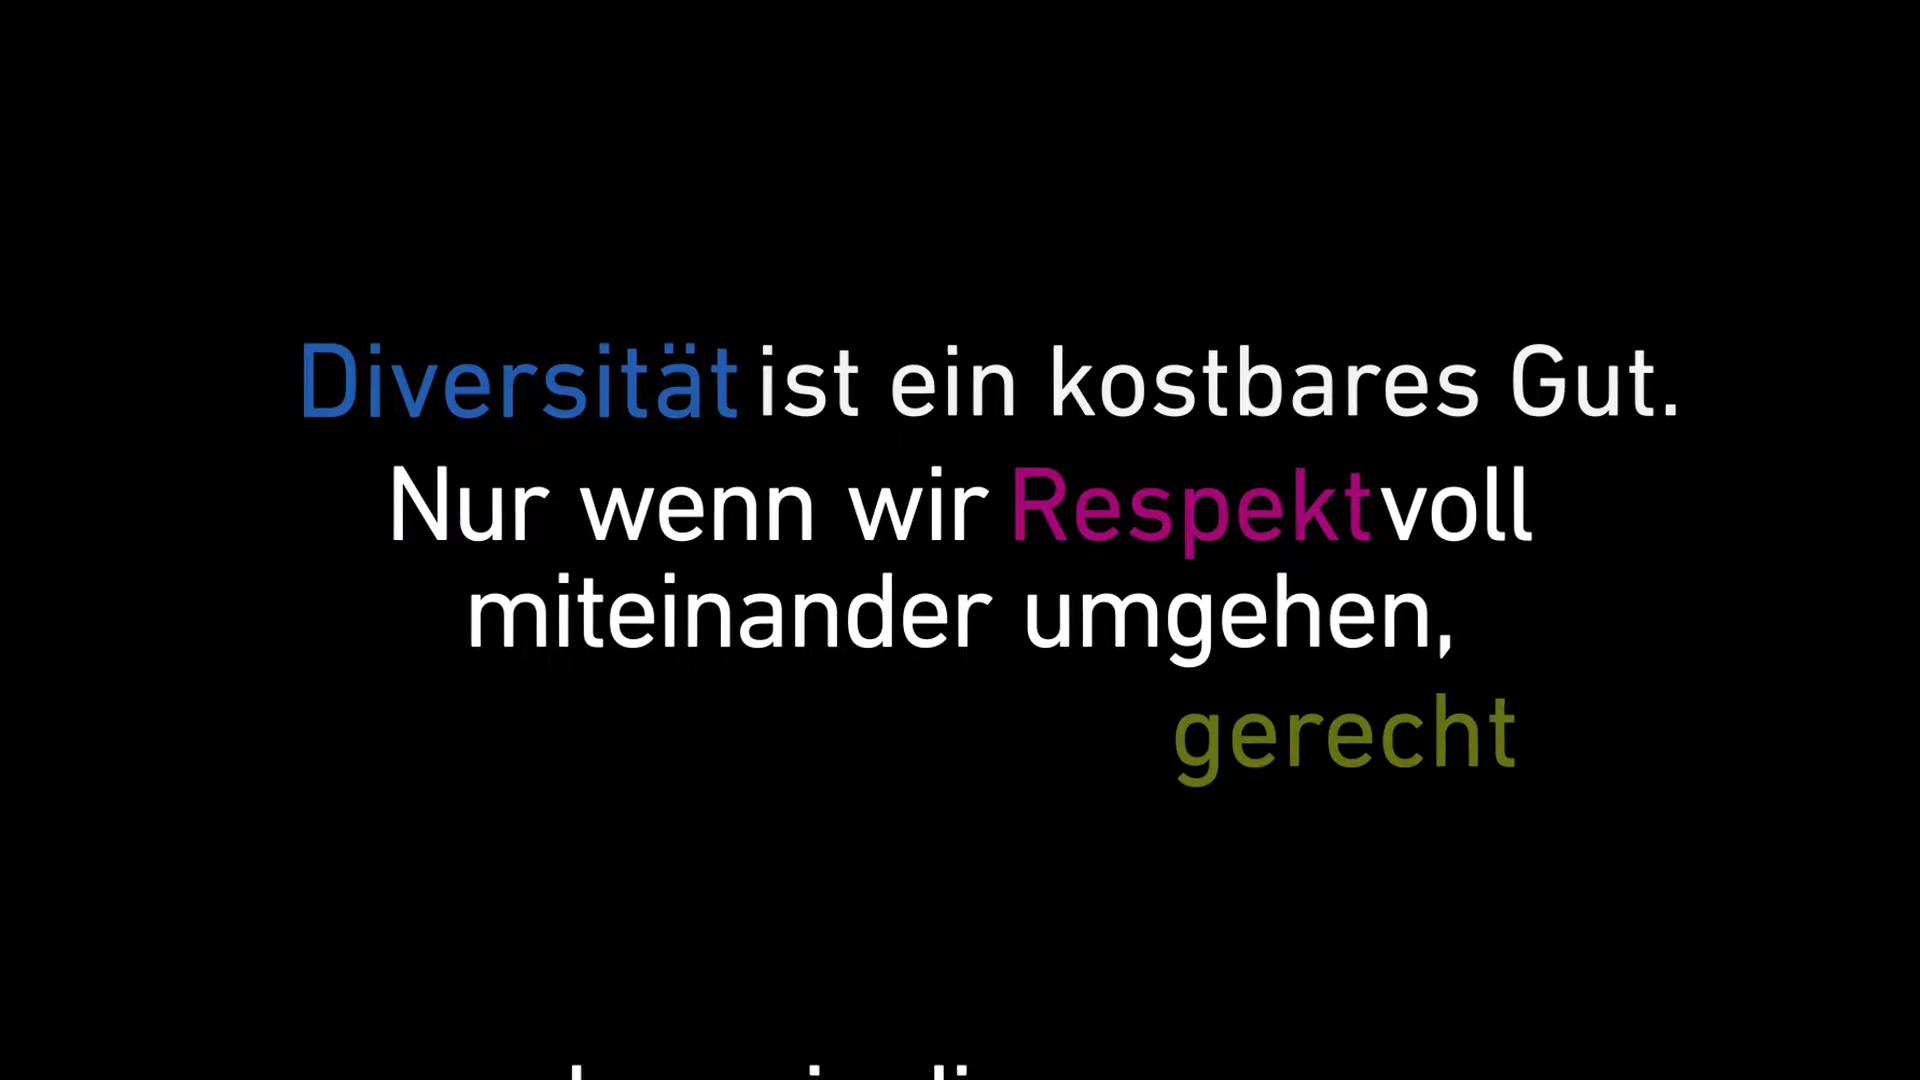 Diversität ist ein kostbares Gut.
Nur wenn wir Respektvoll
miteinander umgehen,
gerecht